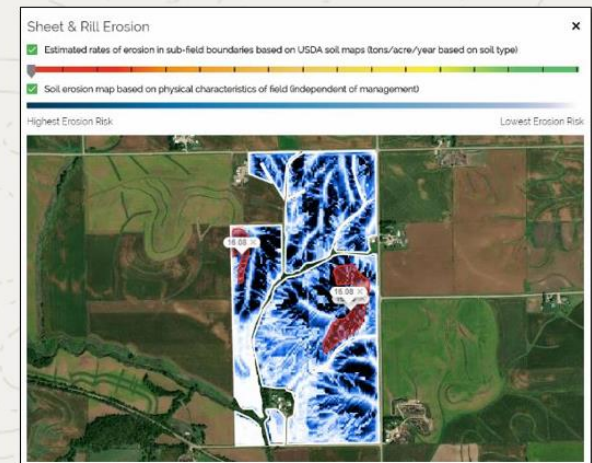 Sheet & Rill Erosion
Estimated rates of erosion in sub-field boundaries based on USDA soil maps (tons/acre/year based on soil type)
Soil erosion map based on physical characteristics of field (independent of management)
Highest Erosion Risk
Lowest Erosion Risk
16.08
16.08